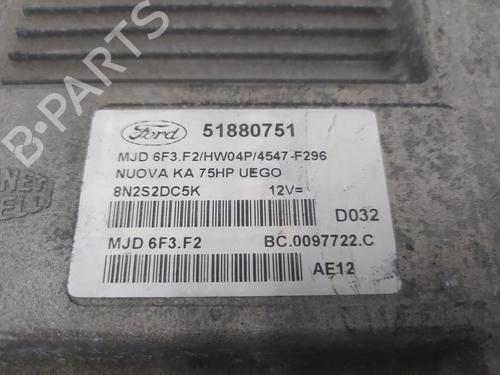 Ford 51880751
MJD 6F3.F2/HW04P/4547-F296
NUOVA KA 75HP UEGO
8N2S2DC5K 12V=
D032
MJD 6F3.F2 BC.0097722.C
AE12
B-PARTS